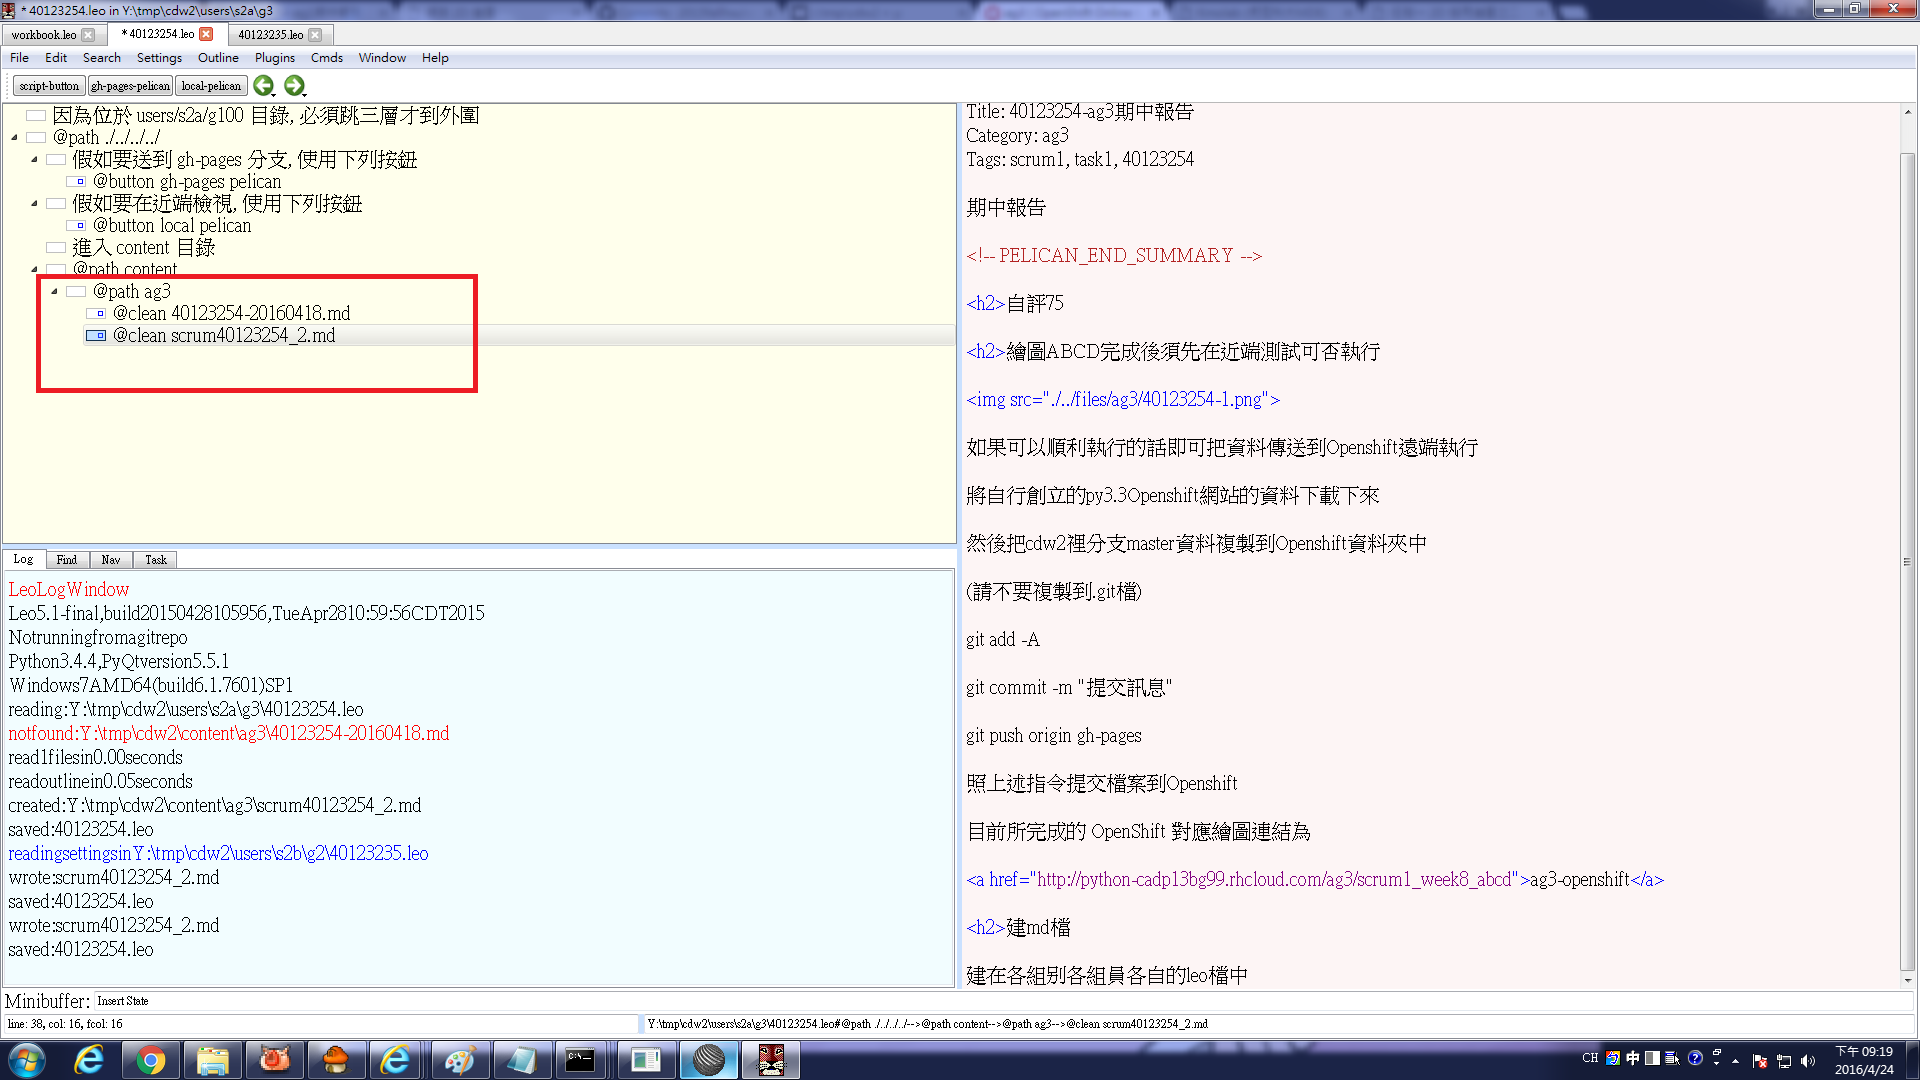 * 40123254.leo in Y:\tmp\cdw2\users\s2a\g3
workbook.leo
* 40123254.leo
40123235.leo
File Edit Search Settings Outline Plugins Cmds Window Help
script-button gh-pages-pelican local-pelican
因為位於 users/s2a/g100 目錄, 必須跳三層才到外圍
@path ./../../../
假如要送到 gh-pages 分支, 使用下列按鈕
@button gh-pages pelican
假如要在近端檢視, 使用下列按鈕
@button local pelican
進入 content 目錄
@path content
@path ag3
@clean 40123254-20160418.md
@clean scrum40123254_2.md
Log Find Nav Task
LeoLogWindow
Leo5.1-final,build20150428105956,TueApr2810:59:56CDT2015
Notrunningfromagitrepo
Python3.4.4,PyQtversion5.5.1
Windows7AMD64(build6.1.7601)SP1
reading:Y:\tmp\cdw2\users\s2a\g3\40123254.leo
notfound:Y:\tmp\cdw2\content\ag3\40123254-20160418.md
read1filesin0.00seconds
readoutlinein0.05seconds
created:Y:\tmp\cdw2\content\ag3\scrum40123254_2.md
saved:40123254.leo
readingsettingsinY:\tmp\cdw2\users\s2b\g2\40123235.leo
wrote:scrum40123254_2.md
saved:40123254.leo
wrote:scrum40123254_2.md
saved:40123254.leo
Title: 40123254-ag3期中報告
Category: ag3
Tags: scrum1, task1, 40123254
期中報告
<!-- PELICAN_END_SUMMARY -->
<h2>自評75
<h2>繪圖ABCD完成後須先在近端測試可否執行
<img src="./../files/ag3/40123254-1.png">
如果可以順利執行的話即可把資料傳送到Openshift遠端執行
將自行創立的py3.3Openshift網站的資料下載下來
然後把cdw2裡分支master資料複製到Openshift資料夾中
(請不要複製到.git檔)
git add -A
git commit -m "提交訊息"
git push origin gh-pages
照上述指令提交檔案到Openshift
目前所完成的 OpenShift 對應繪圖連結為
<a href="http://python-cadp13bg99.rhcloud.com/ag3/scrum1_week8_abcd">ag3-openshift</a>
<h2>建md檔
建在各組別各組員各自的leo檔中
Minibuffer: Insert State
line: 38, col: 16, fcol: 16
Y:\tmp\cdw2\users\s2a\g3\40123254.leo#@path ./../../../-->@path content-->@path ag3-->@clean scrum40123254_2.md
CH 中
下午 09:19
2016/4/24